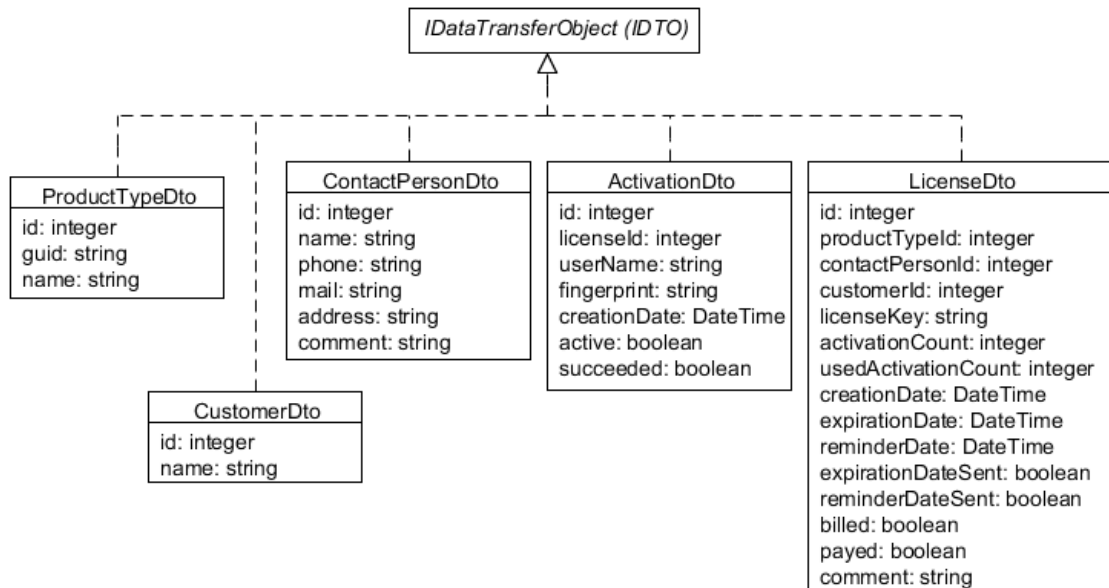 IDataTransferObject (IDTO)
ProductTypeDto
id: integer
guid: string
name: string
CustomerDto
id: integer
name: string
ContactPersonDto
id: integer
name: string
phone: string
mail: string
address: string
comment: string
ActivationDto
id: integer
licenseId: integer
userName: string
fingerprint: string
creationDate: DateTime
active: boolean
succeeded: boolean
LicenseDto
id: integer
productTypeId: integer
contactPersonId: integer
customerId: integer
licenseKey: string
activationCount: integer
usedActivationCount: integer
creationDate: DateTime
expirationDate: DateTime
reminderDate: DateTime
expirationDateSent: boolean
reminderDateSent: boolean
billed: boolean
payed: boolean
comment: string